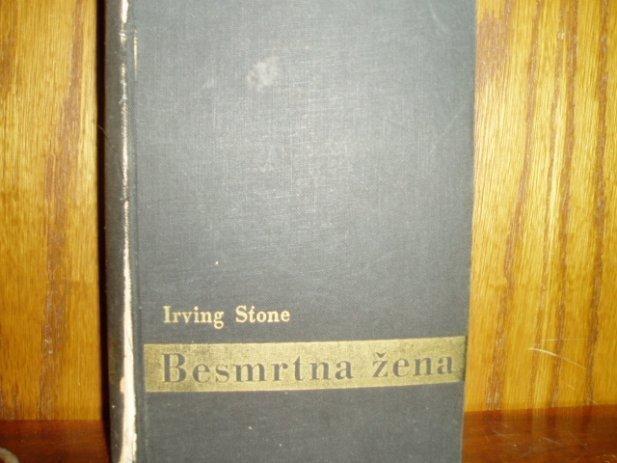 Irving Stone
Besmrtna žena